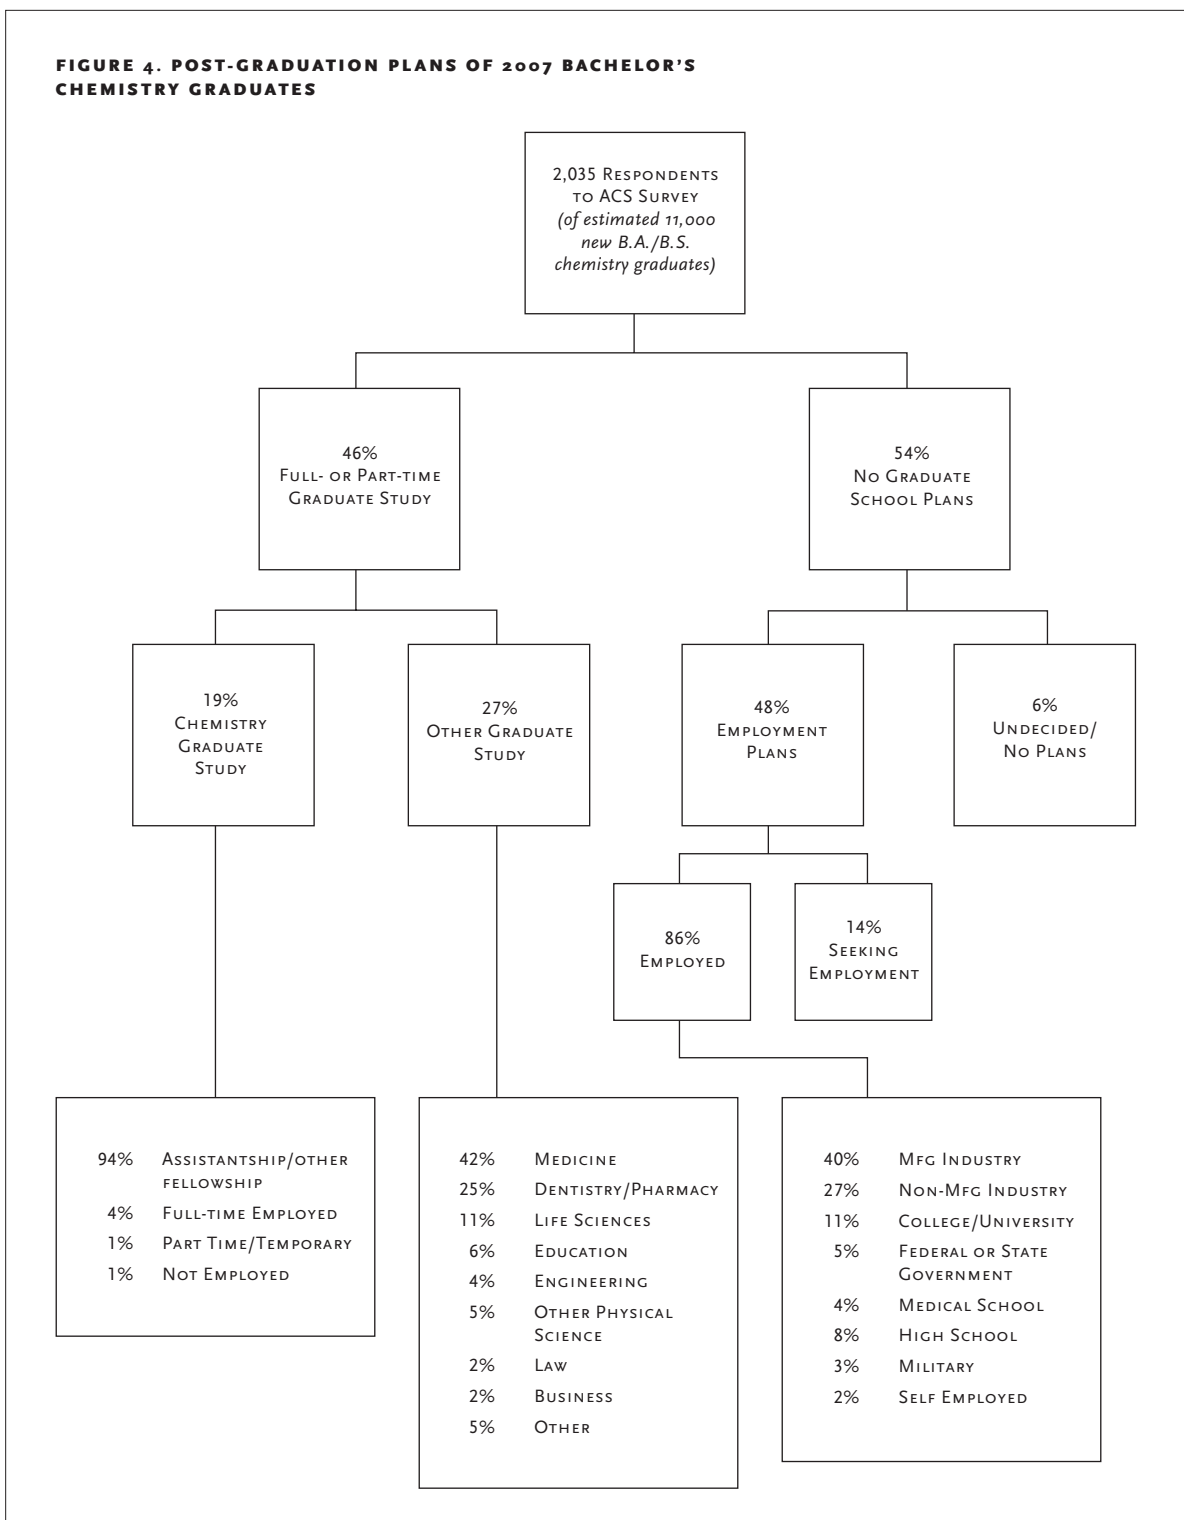 FIGURE 4. POST-GRADUATION PLANS OF 2007 BACHELOR'S
CHEMISTRY GRADUATES
2,035 RESPONDENTS
TO ACS SURVEY
(of estimated 11,000
new B.A./B.S.
chemistry graduates)
46%
FULL- OR PART-TIME
GRADUATE STUDY
54%
NO GRADUATE
SCHOOL PLANS
19%
CHEMISTRY
GRADUATE
STUDY
27%
OTHER GRADUATE
STUDY
48%
EMPLOYMENT
PLANS
6%
UNDECIDED/
NO PLANS
86%
EMPLOYED
14%
SEEKING
EMPLOYMENT
94% ASSISTANTSHIP/OTHER
FELLOWSHIP
4% FULL-TIME EMPLOYED
1% PART TIME/TEMPORARY
1% NOT EMPLOYED
42% MEDICINE
25% DENTISTRY/PHARMACY
11% LIFE SCIENCES
6% EDUCATION
4% ENGINEERING
5% OTHER PHYSICAL
SCIENCE
2% LAW
2% BUSINESS
5% OTHER
40% MFG INDUSTRY
27% NON-MFG INDUSTRY
11% COLLEGE/UNIVERSITY
5% FEDERAL OR STATE
GOVERNMENT
4% MEDICAL SCHOOL
8% HIGH SCHOOL
3% MILITARY
2% SELF EMPLOYED